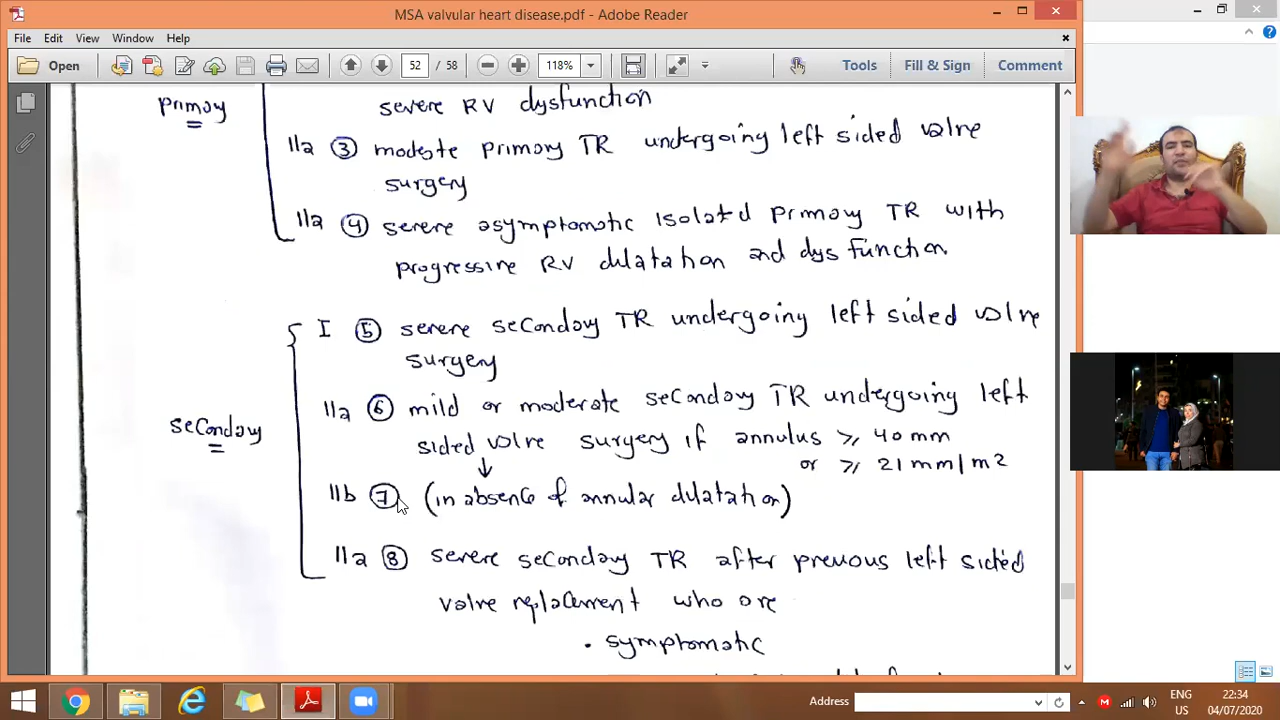 MSA valvular heart disease.pdf - Adobe Reader
File Edit View Window Help
Open 52 / 58 118% Tools Fill & Sign Comment
severe RV dysfunction
primary
IIa 3 moderate primary TR undergoing left sided valve
surgery
IIa 4 severe asymptomatic isolated primary TR with
progressive RV dilatation and dysfunction
I 5 severe secondary TR undergoing left sided valve
surgery
IIa 6 mild or moderate secondary TR undergoing left
secondary
sided valve surgery if annulus ≥ 40 mm
or ≥ 21 mm/m2
IIb 7 (in absence of annular dilatation)
IIa 8 severe secondary TR after previous left sided
valve replacement who are
• symptomatic
Address
ENG
US
22:34
04/07/2020